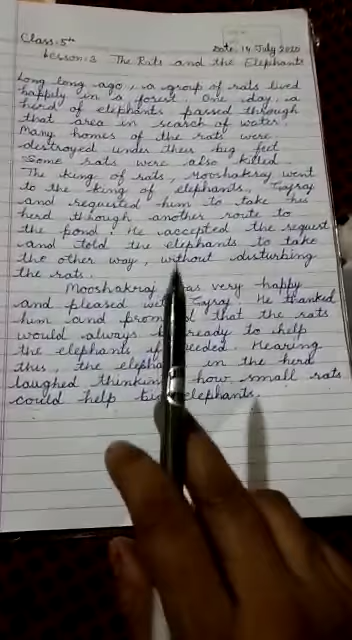 Class: 5th
Date: 14 July 2020
Lesson: 3 The Rats and the Elephants
Long long ago, a group of rats lived
happily in a forest. One day, a
herd of elephants passed through
that area in search of water.
Many homes of the rats were
destroyed under their big feet
Some rats were also killed.
The king of rats, Mooshakraj went
to the king of elephants, Gajraj
and requested him to take his
herd through another route to
the pond. He accepted the request
and told the elephants to take
the other way, without disturbing
the rats.
Mooshakraj was very happy
and pleased with Gajraj. He thanked
him and that the rats
would always ready to help
the elephants if needed. Hearing
this, the in the herd
laughed how small rats
could help elephants.